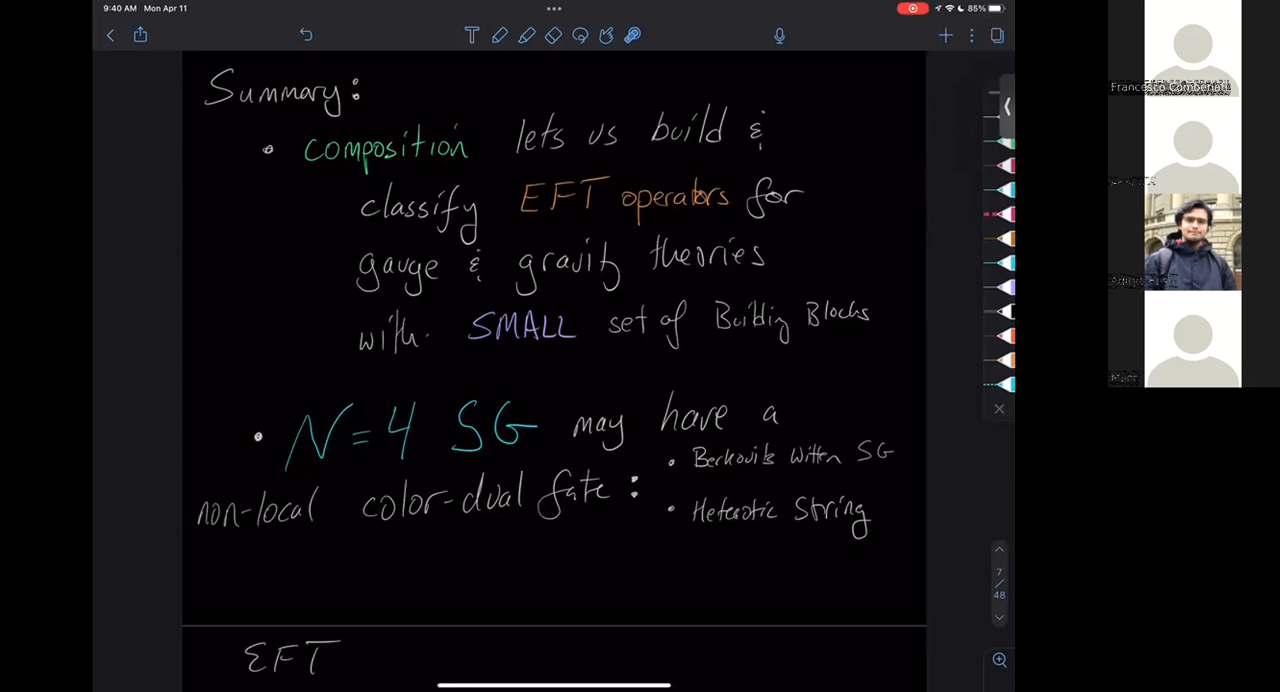 9:40 AM Mon Apr 11
85%
Summary:
• composition lets us build &
classify EFT operators for
gauge & gravity theories
with SMALL set of Building Blocks
• N=4 SG may have a
non-local color-dual fate:
• Berkovits Witten SG
• Heterotic String
EFT
7
/
48
Francesco